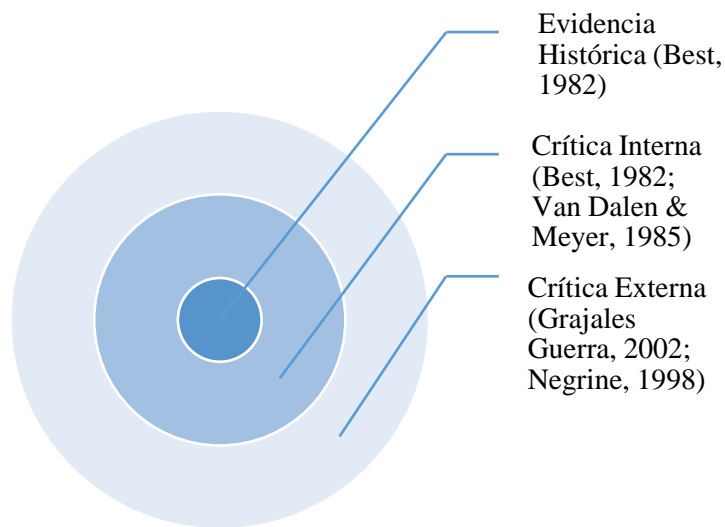 Evidencia
Histórica (Best,
1982)
Crítica Interna
(Best, 1982;
Van Dalen &
Meyer, 1985)
Crítica Externa
(Grajales
Guerra, 2002;
Negrine, 1998)